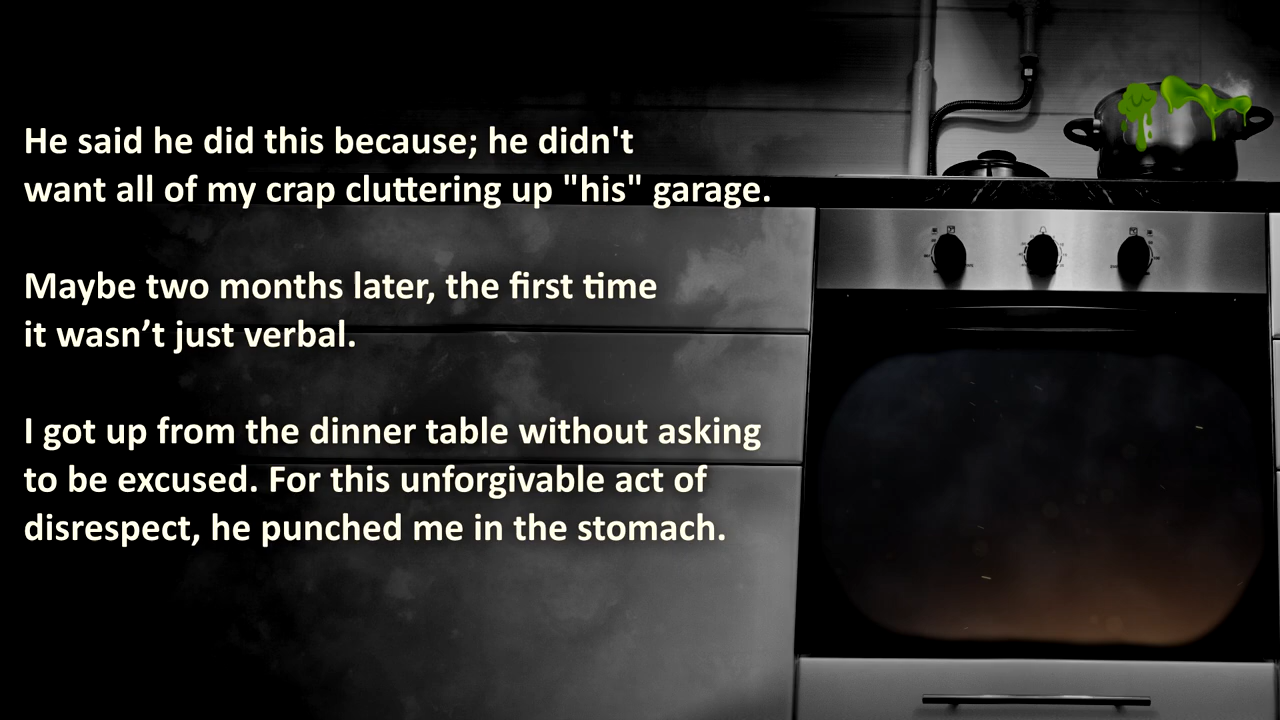 He said he did this because; he didn't
want all of my crap cluttering up "his" garage.
Maybe two months later, the first time
it wasn’t just verbal.
I got up from the dinner table without asking
to be excused. For this unforgivable act of
disrespect, he punched me in the stomach.